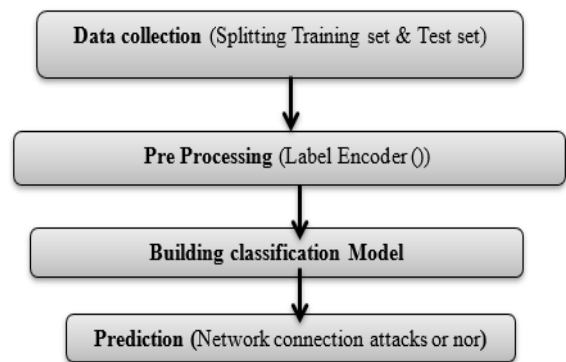 Data collection (Splitting Training set & Test set)
Pre Processing (Label Encoder ())
Building classification Model
Prediction (Network connection attacks or nor)